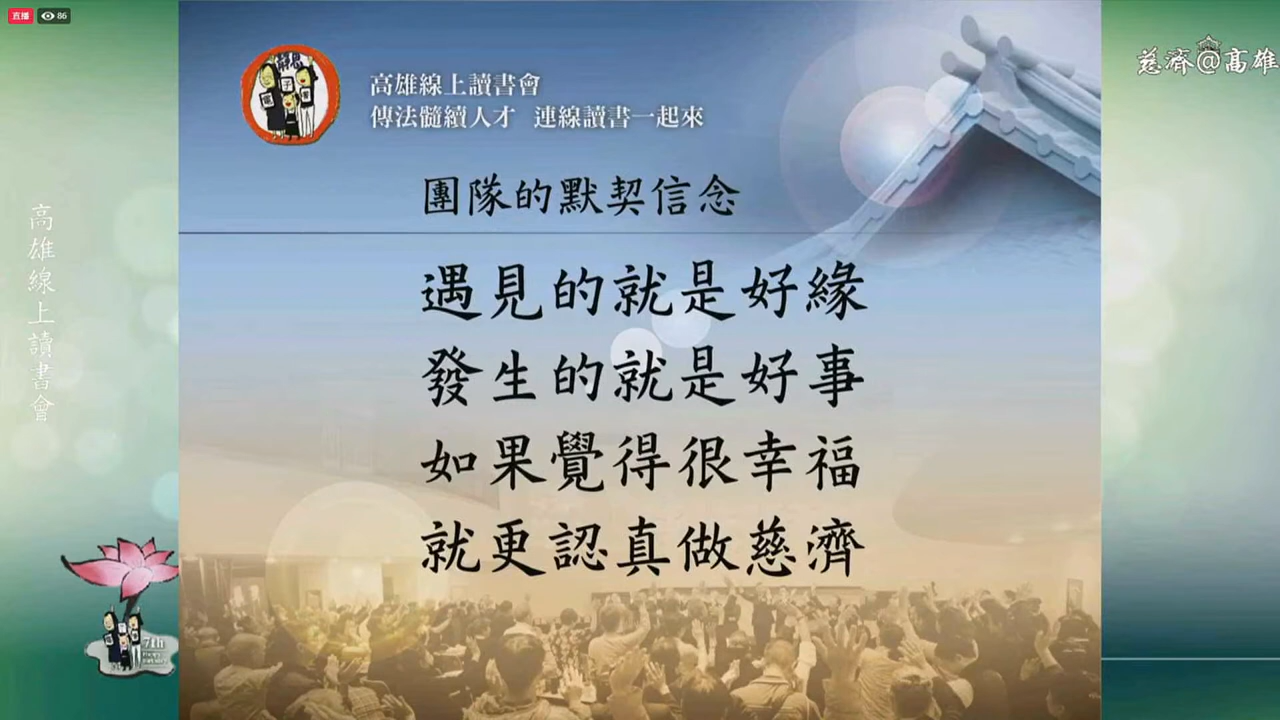 直播 86
高雄線上讀書會
傳法髓續人才 連線讀書一起來
慈濟@高雄
團隊的默契信念
遇見的就是好緣
發生的就是好事
如果覺得很幸福
就更認真做慈濟
高雄線上讀書會
7th